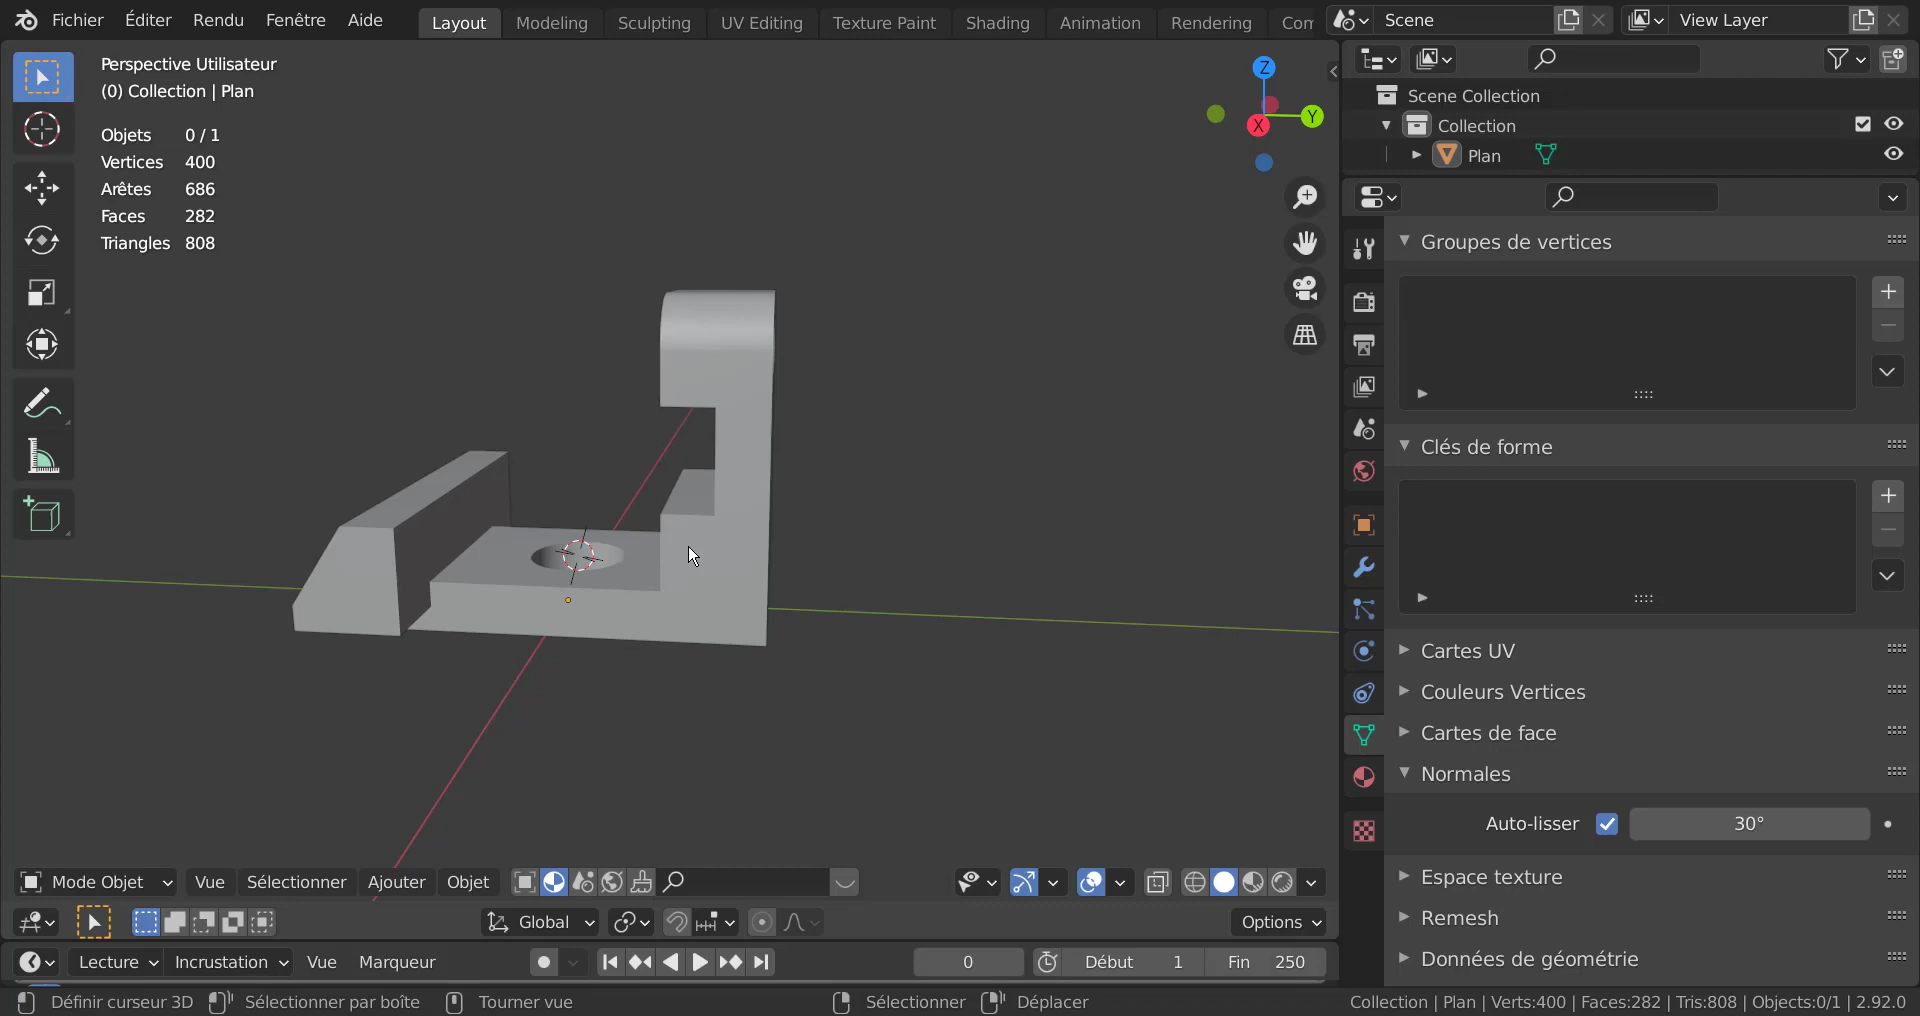 Fichier Éditer Rendu Fenêtre Aide Layout Modeling Sculpting UV Editing Texture Paint Shading Animation Rendering Com Scene View Layer
Perspective Utilisateur
(0) Collection | Plan
Objets 0 / 1
Vertices 400
Arêtes 686
Faces 282
Triangles 808
Z
Y
X
Scene Collection
Collection
Plan
Groupes de vertices
Clés de forme
Cartes UV
Couleurs Vertices
Cartes de face
Normales
Auto-lisser 30°
Espace texture
Remesh
Données de géométrie
Mode Objet Vue Sélectionner Ajouter Objet
Global Options
Lecture Incrustation Vue Marqueur 0 Début 1 Fin 250
Définir curseur 3D Sélectionner par boîte Tourner vue Sélectionner Déplacer Collection | Plan | Verts:400 | Faces:282 | Tris:808 | Objects:0/1 | 2.92.0